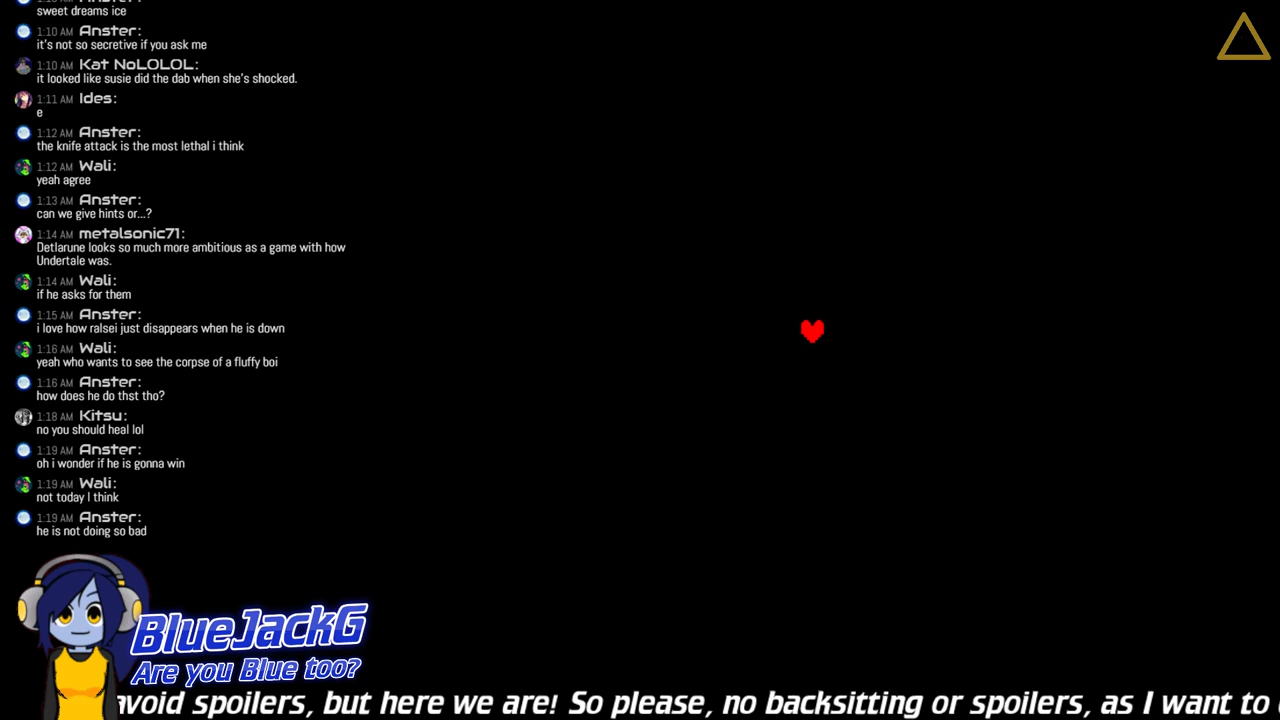 sweet dreams ice
1:10 AM Anster:
it's not so secretive if you ask me
1:10 AM Kat NoLOLOL:
it looked like susie did the dab when she's shocked.
1:11 AM Ides:
e
1:12 AM Anster:
the knife attack is the most lethal i think
1:12 AM Wali:
yeah agree
1:13 AM Anster:
can we give hints or...?
1:14 AM metalsonic71:
Detlarune looks so much more ambitious as a game with how
Undertale was.
1:14 AM Wali:
if he asks for them
1:15 AM Anster:
i love how ralsei just disappears when he is down
1:16 AM Wali:
yeah who wants to see the corpse of a fluffy boi
1:16 AM Anster:
how does he do thst tho?
1:18 AM Kitsu:
no you should heal lol
1:19 AM Anster:
oh i wonder if he is gonna win
1:19 AM Wali:
not today I think
1:19 AM Anster:
he is not doing so bad
BlueJackG
Are you Blue too?
avoid spoilers, but here we are! So please, no backsitting or spoilers, as I want to